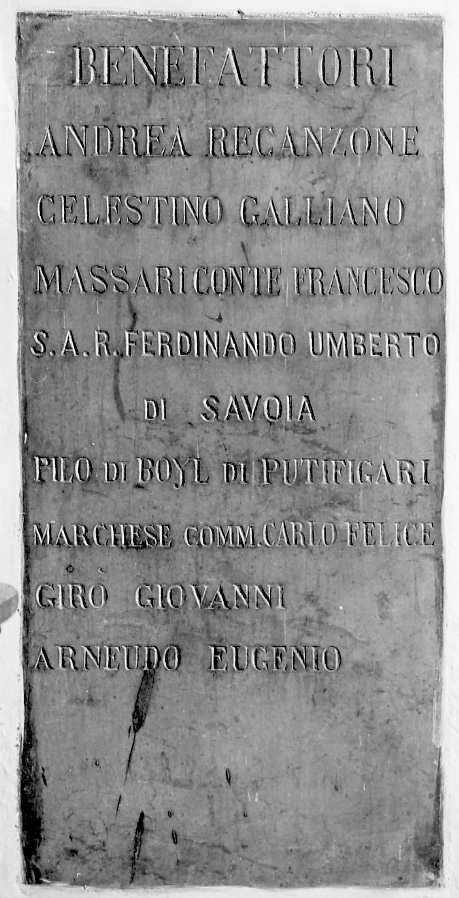 BENEFATTORI
ANDREA RECANZONE
CELESTINO GALLIANO
MASSARI CONTE FRANCESCO
S.A.R. FERDINANDO UMBERTO
DI SAVOIA
PILO DI BOYL DI PUTIFIGARI
MARCHESE COMM. CARLO FELICE
GIRÒ GIOVANNI
ARNEUDO EUGENIO